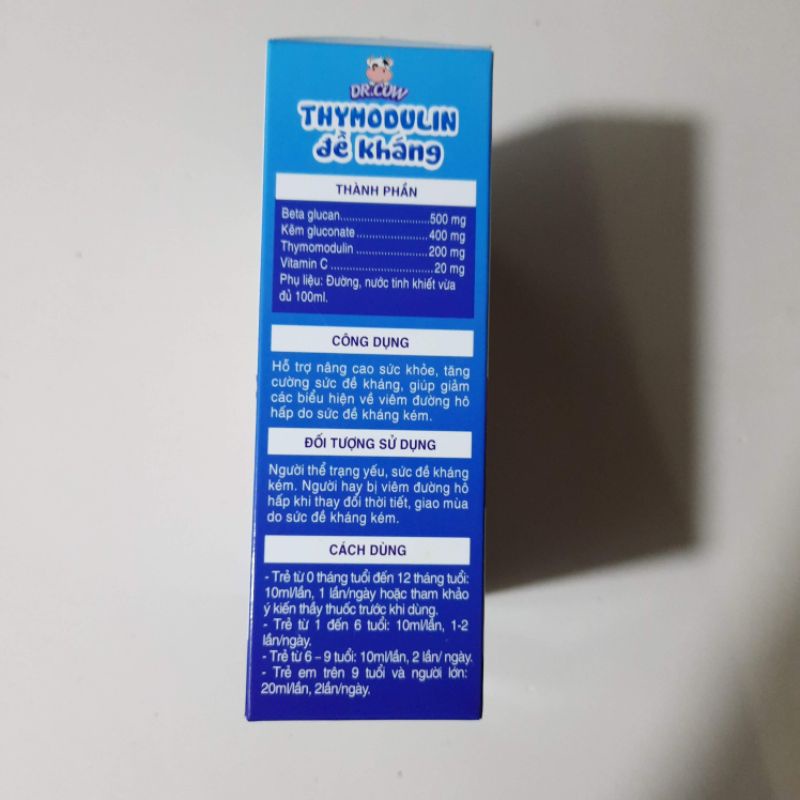 DR.COW
THYMODULIN
đề kháng
THÀNH PHẦN
Beta glucan..............................500 mg
Kẽm gluconate........................400 mg
Thymomodulin........................200 mg
Vitamin C..................................20 mg
Phụ liệu: Đường, nước tinh khiết vừa
đủ 100ml.
CÔNG DỤNG
Hỗ trợ nâng cao sức khỏe, tăng
cường sức đề kháng, giúp giảm
các biểu hiện về viêm đường hô
hấp do sức đề kháng kém.
ĐỐI TƯỢNG SỬ DỤNG
Người thể trạng yếu, sức đề kháng
kém. Người hay bị viêm đường hô
hấp khi thay đổi thời tiết, giao mùa
do sức đề kháng kém.
CÁCH DÙNG
- Trẻ từ 0 tháng tuổi đến 12 tháng tuổi:
10ml/lần, 1 lần/ngày hoặc tham khảo
ý kiến thầy thuốc trước khi dùng.
- Trẻ từ 1 đến 6 tuổi: 10ml/lần, 1-2
lần/ngày.
- Trẻ từ 6 – 9 tuổi: 10ml/lần, 2 lần/ ngày.
- Trẻ em trên 9 tuổi và người lớn:
20ml/lần, 2lần/ngày.